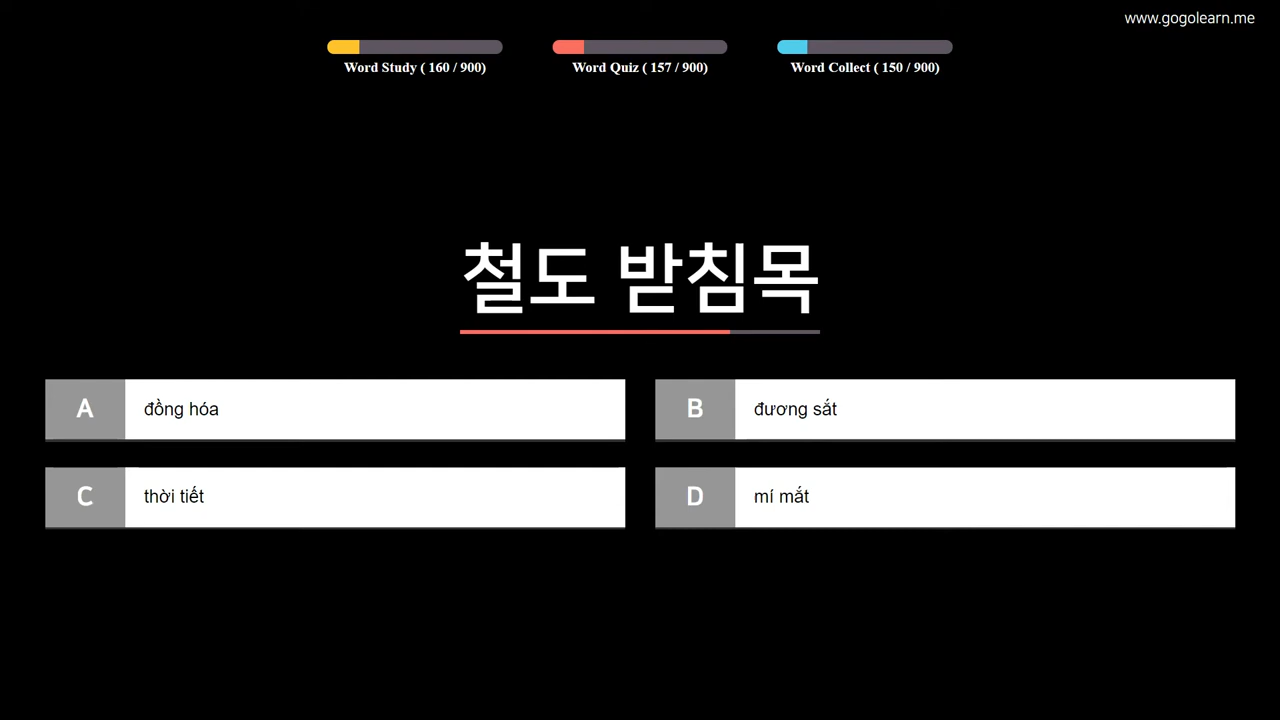 www.gogolearn.me
Word Study ( 160 / 900)
Word Quiz ( 157 / 900)
Word Collect ( 150 / 900)
철도 받침목
A đồng hóa
B đương sắt
C thời tiết
D mí mắt